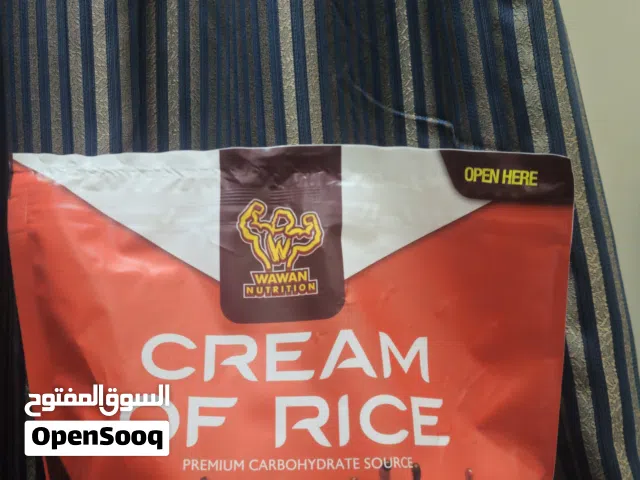 OPEN HERE
W
WAWAN
NUTRITION
CREAM
OF RICE
PREMIUM CARBOHYDRATE SOURCE
السوق المفتوح
OpenSooq